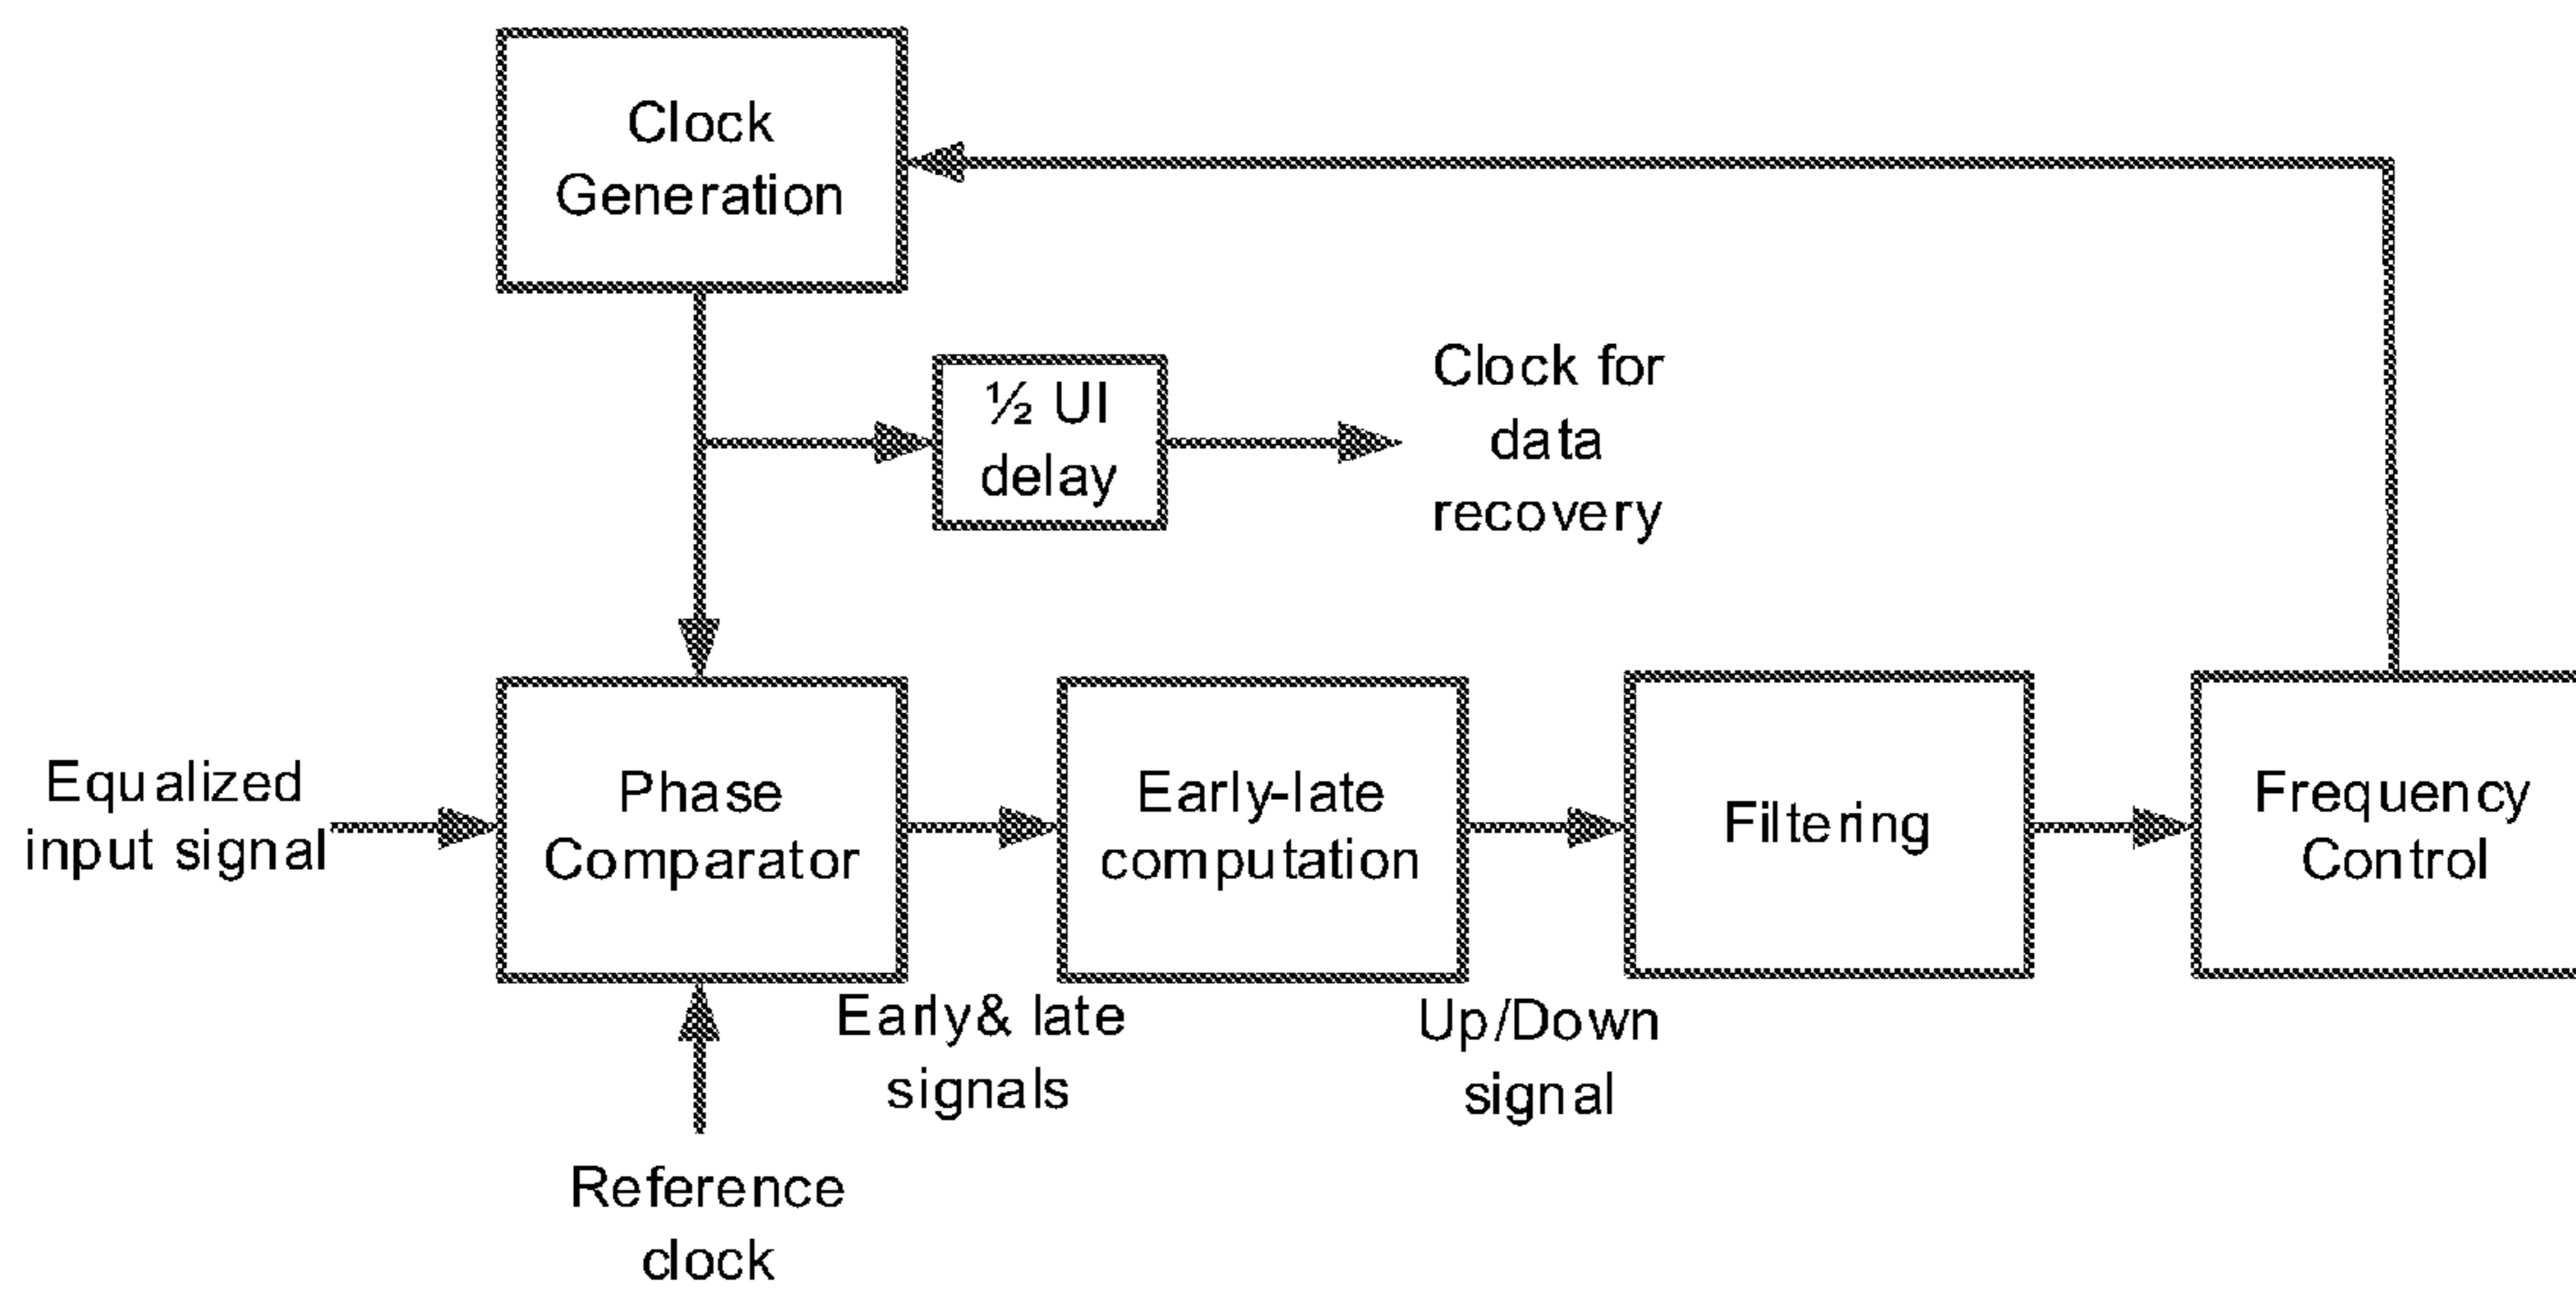 Clock
Generation
½ UI
delay
Clock for
data
recovery
Equalized
input signal
Phase
Comparator
Early-late
computation
Filtering
Frequency
Control
Early& late
signals
Up/Down
signal
Reference
clock